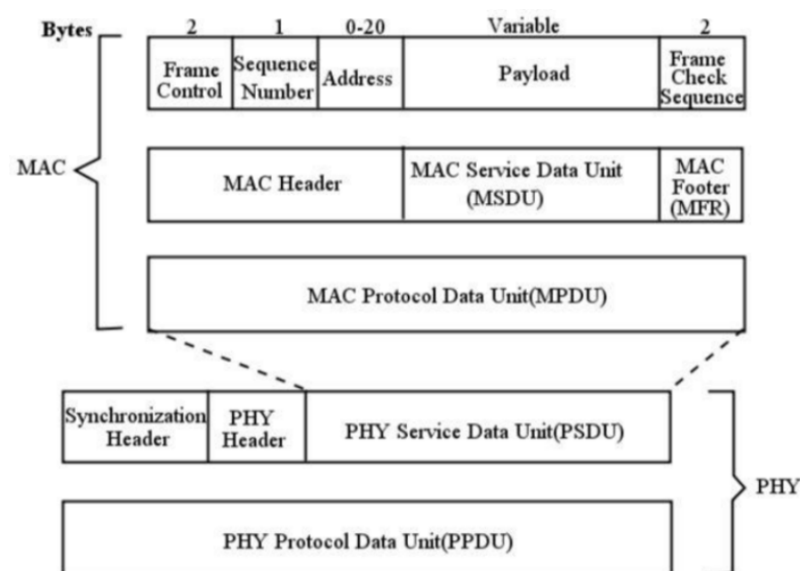 Bytes 2 1 0-20 Variable 2
Frame Control
Sequence Number
Address
Payload
Frame Check Sequence
MAC
MAC Header
MAC Service Data Unit
(MSDU)
MAC Footer (MFR)
MAC Protocol Data Unit(MPDU)
Synchronization Header
PHY Header
PHY Service Data Unit(PSDU)
PHY
PHY Protocol Data Unit(PPDU)